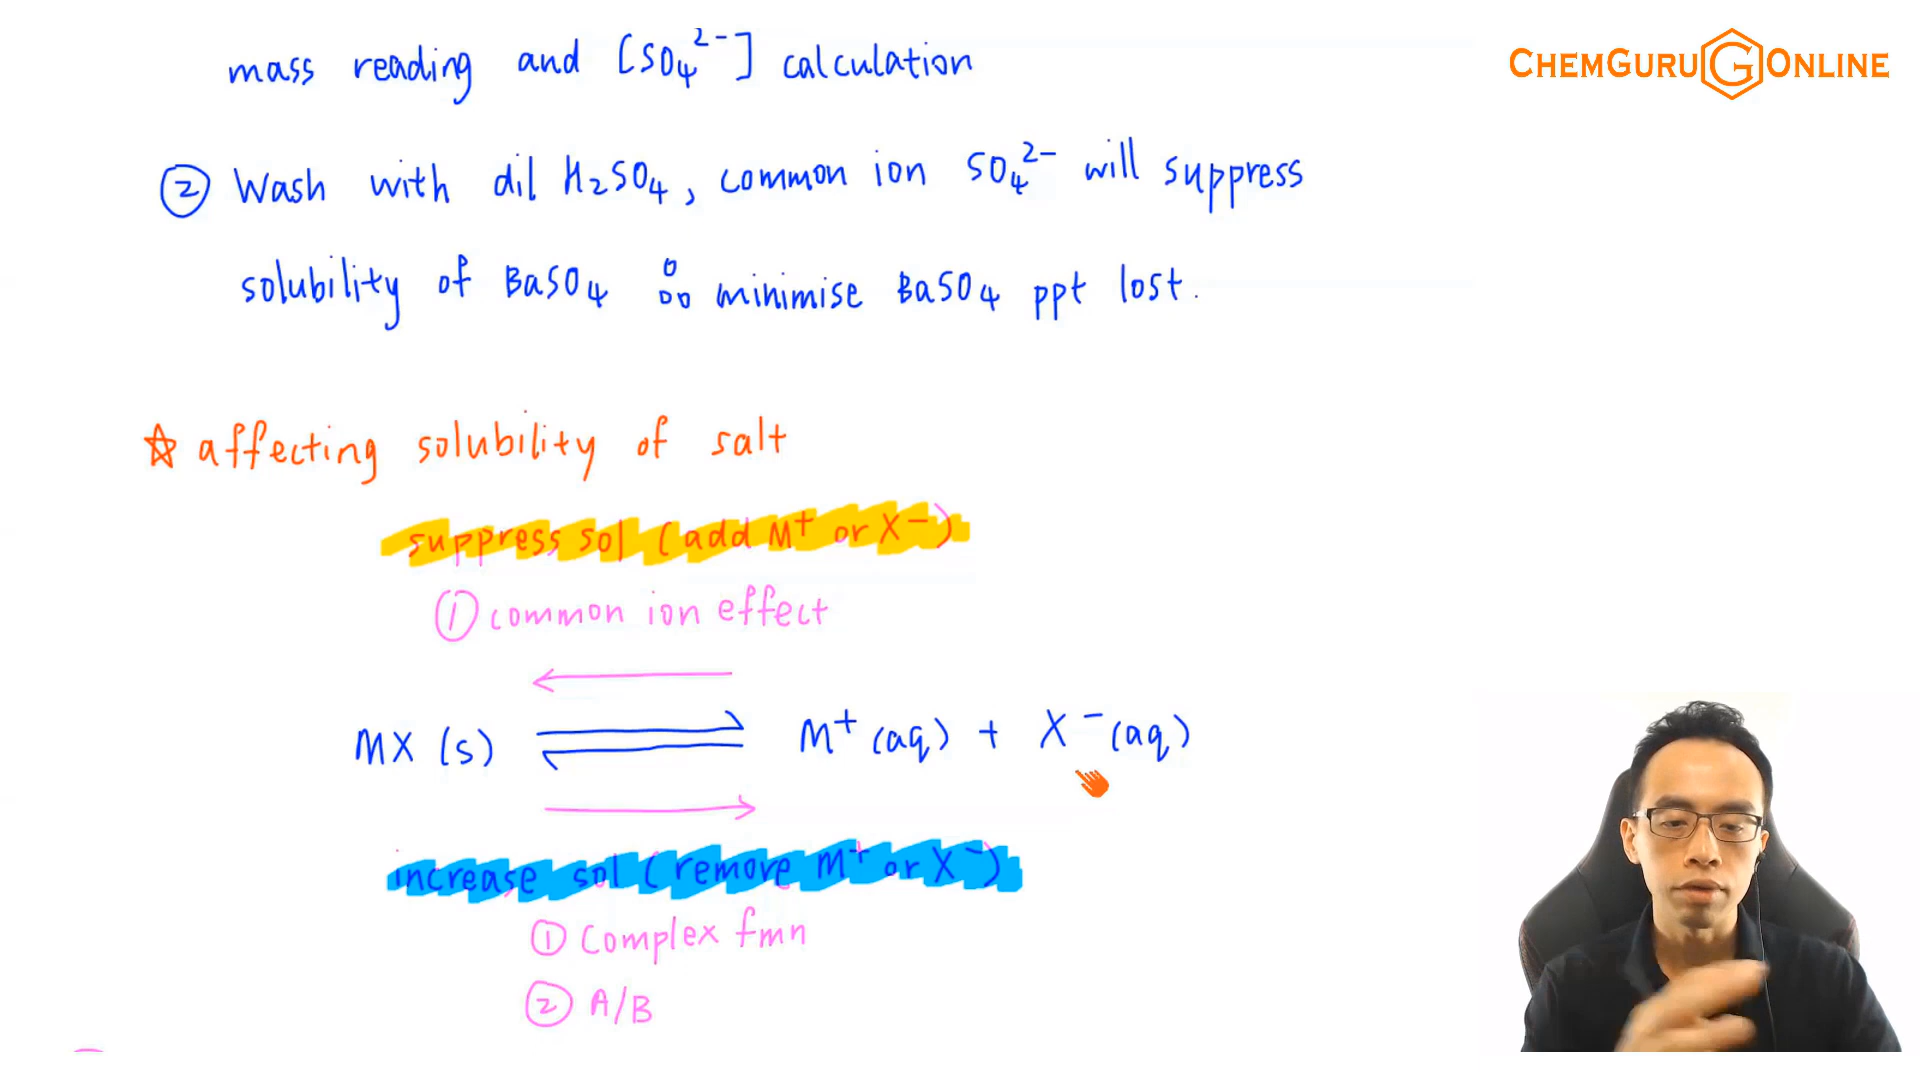 mass reading and [SO₄²⁻] calculation
CHEMGURU G ONLINE
② Wash with dil H₂SO₄, common ion SO₄²⁻ will suppress
solubility of BaSO₄ ∴ minimise BaSO₄ ppt lost.
☆ affecting solubility of salt
suppress sol (add M⁺ or X⁻)
① common ion effect
←
MX (s) ⇌ M⁺ (aq) + X⁻ (aq)
→
increase sol (remove M⁺ or X⁻)
① Complex fmn
② A/B